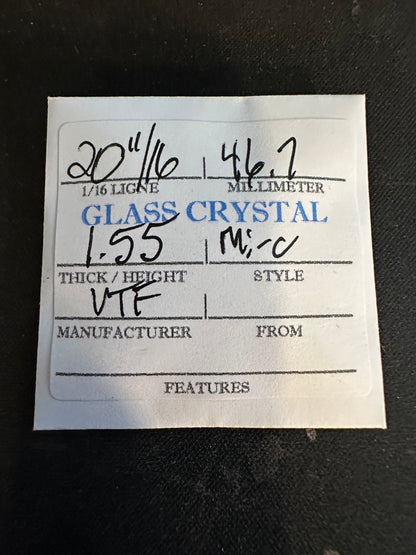 20"/16 46.7
1/16 LIGNE MILLIMETER
GLASS CRYSTAL
1.55 Mi-C
THICK / HEIGHT STYLE
VTF
MANUFACTURER FROM
FEATURES